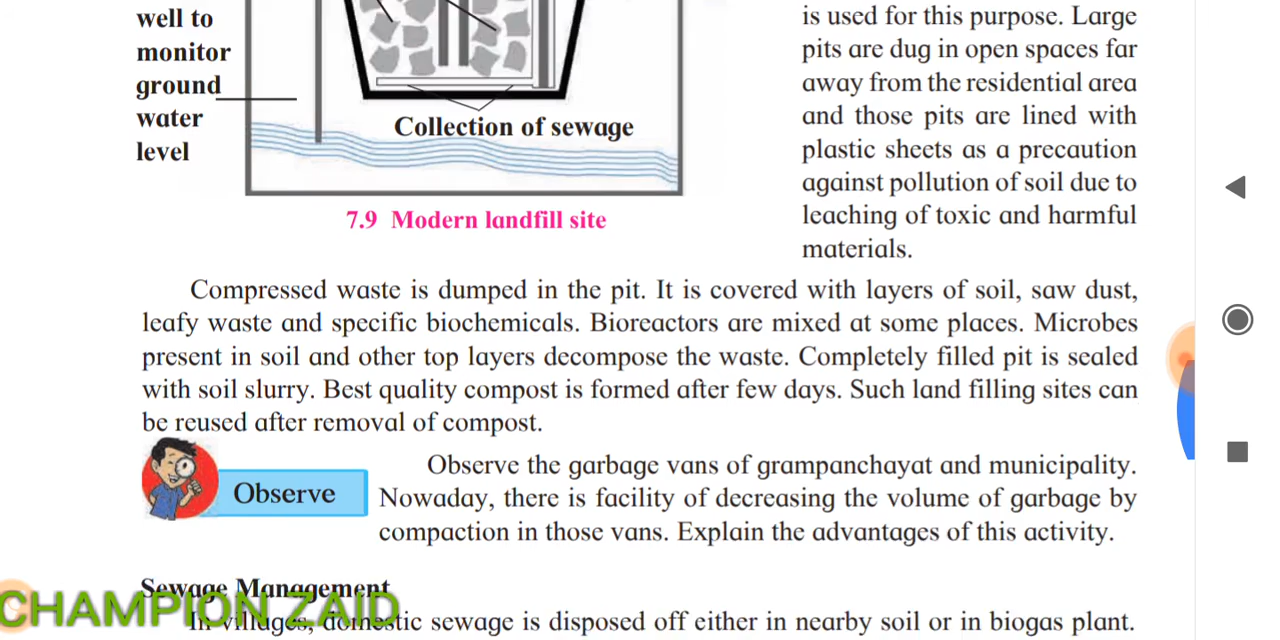 well to
monitor
ground
water
level
Collection of sewage
7.9 Modern landfill site
is used for this purpose. Large
pits are dug in open spaces far
away from the residential area
and those pits are lined with
plastic sheets as a precaution
against pollution of soil due to
leaching of toxic and harmful
materials.
Compressed waste is dumped in the pit. It is covered with layers of soil, saw dust,
leafy waste and specific biochemicals. Bioreactors are mixed at some places. Microbes
present in soil and other top layers decompose the waste. Completely filled pit is sealed
with soil slurry. Best quality compost is formed after few days. Such land filling sites can
be reused after removal of compost.
Observe
Observe the garbage vans of grampanchayat and municipality.
Nowaday, there is facility of decreasing the volume of garbage by
compaction in those vans. Explain the advantages of this activity.
Sewage Management
CHAMPION ZAID
In villages, domestic sewage is disposed off either in nearby soil or in biogas plant.